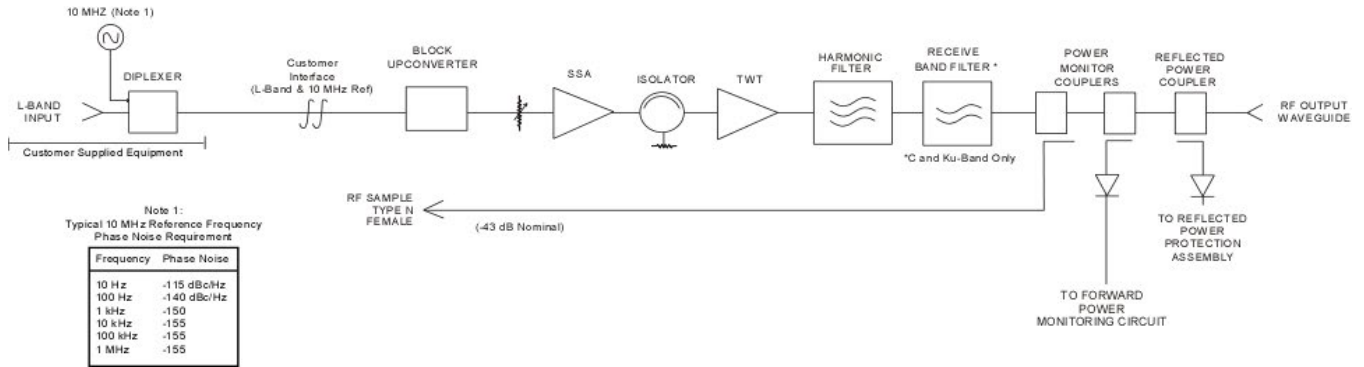 10 MHZ (Note 1)
DIPLEXER
L-BAND
INPUT
Customer Supplied Equipment
Customer
Interface
(L-Band & 10 MHz Ref)
BLOCK
UPCONVERTER
SSA
ISOLATOR
TWT
HARMONIC
FILTER
RECEIVE
BAND FILTER *
*C and Ku-Band Only
POWER
MONITOR
COUPLERS
REFLECTED
POWER
COUPLER
RF OUTPUT
WAVEGUIDE
RF SAMPLE
TYPE N
FEMALE
(-43 dB Nominal)
TO REFLECTED
POWER
PROTECTION
ASSEMBLY
TO FORWARD
POWER
MONITORING CIRCUIT
Note 1:
Typical 10 MHz Reference Frequency
Phase Noise Requirement
Frequency Phase Noise
10 Hz -115 dBc/Hz
100 Hz -140 dBc/Hz
1 kHz -150
10 kHz -155
100 kHz -155
1 MHz -155